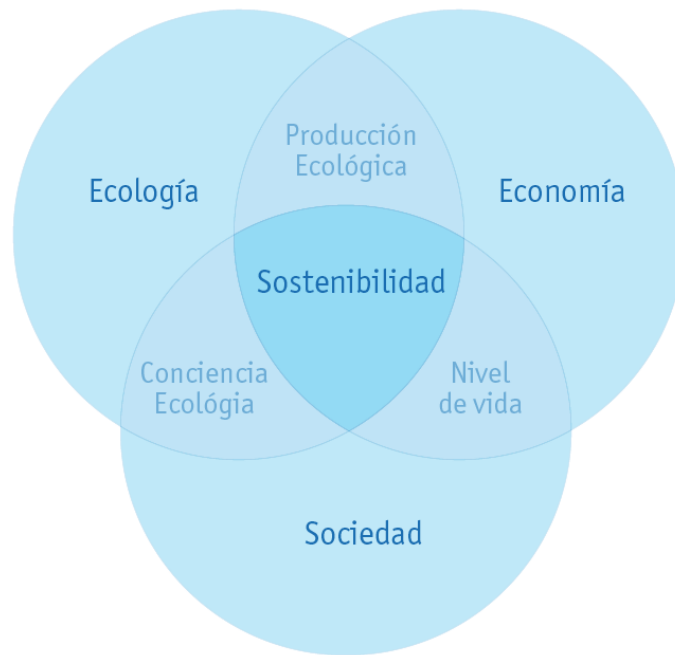 Producción
Ecológica
Ecología
Economía
Sostenibilidad
Conciencia
Ecológia
Nivel
de vida
Sociedad